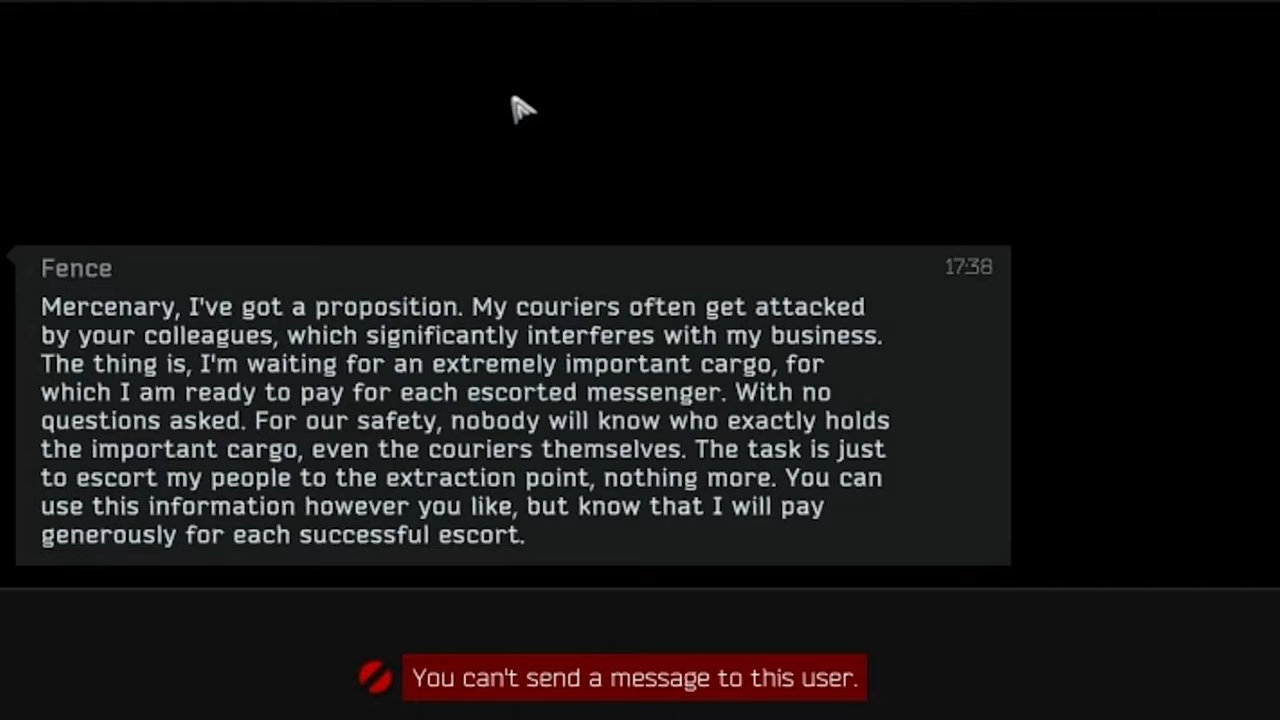 Fence
17:38
Mercenary, I've got a proposition. My couriers often get attacked
by your colleagues, which significantly interferes with my business.
The thing is, I'm waiting for an extremely important cargo, for
which I am ready to pay for each escorted messenger. With no
questions asked. For our safety, nobody will know who exactly holds
the important cargo, even the couriers themselves. The task is just
to escort my people to the extraction point, nothing more. You can
use this information however you like, but know that I will pay
generously for each successful escort.
You can't send a message to this user.